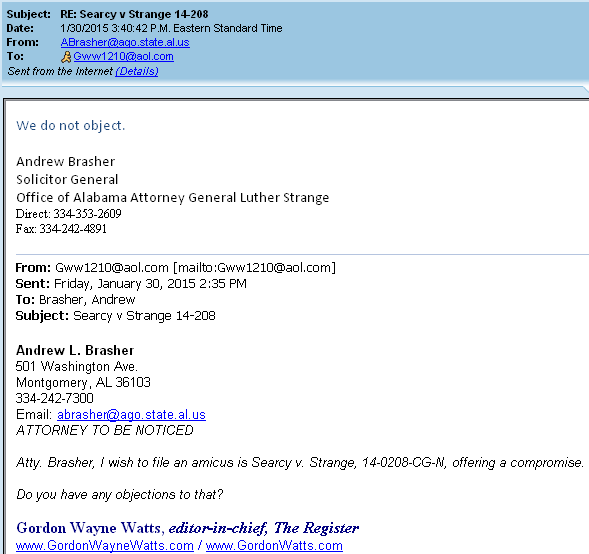 Subject: RE: Searcy v Strange 14-208
Date: 1/30/2015 3:40:42 P.M. Eastern Standard Time
From: ABrasher@ago.state.al.us
To: Gww1210@aol.com
Sent from the Internet (Details)
We do not object.
Andrew Brasher
Solicitor General
Office of Alabama Attorney General Luther Strange
Direct: 334-353-2609
Fax: 334-242-4891
From: Gww1210@aol.com [mailto:Gww1210@aol.com]
Sent: Friday, January 30, 2015 2:35 PM
To: Brasher, Andrew
Subject: Searcy v Strange 14-208
Andrew L. Brasher
501 Washington Ave.
Montgomery, AL 36103
334-242-7300
Email: abrasher@ago.state.al.us
ATTORNEY TO BE NOTICED
Atty. Brasher, I wish to file an amicus is Searcy v. Strange, 14-0208-CG-N, offering a compromise.
Do you have any objections to that?
Gordon Wayne Watts, editor-in-chief, The Register
www.GordonWayneWatts.com / www.GordonWatts.com